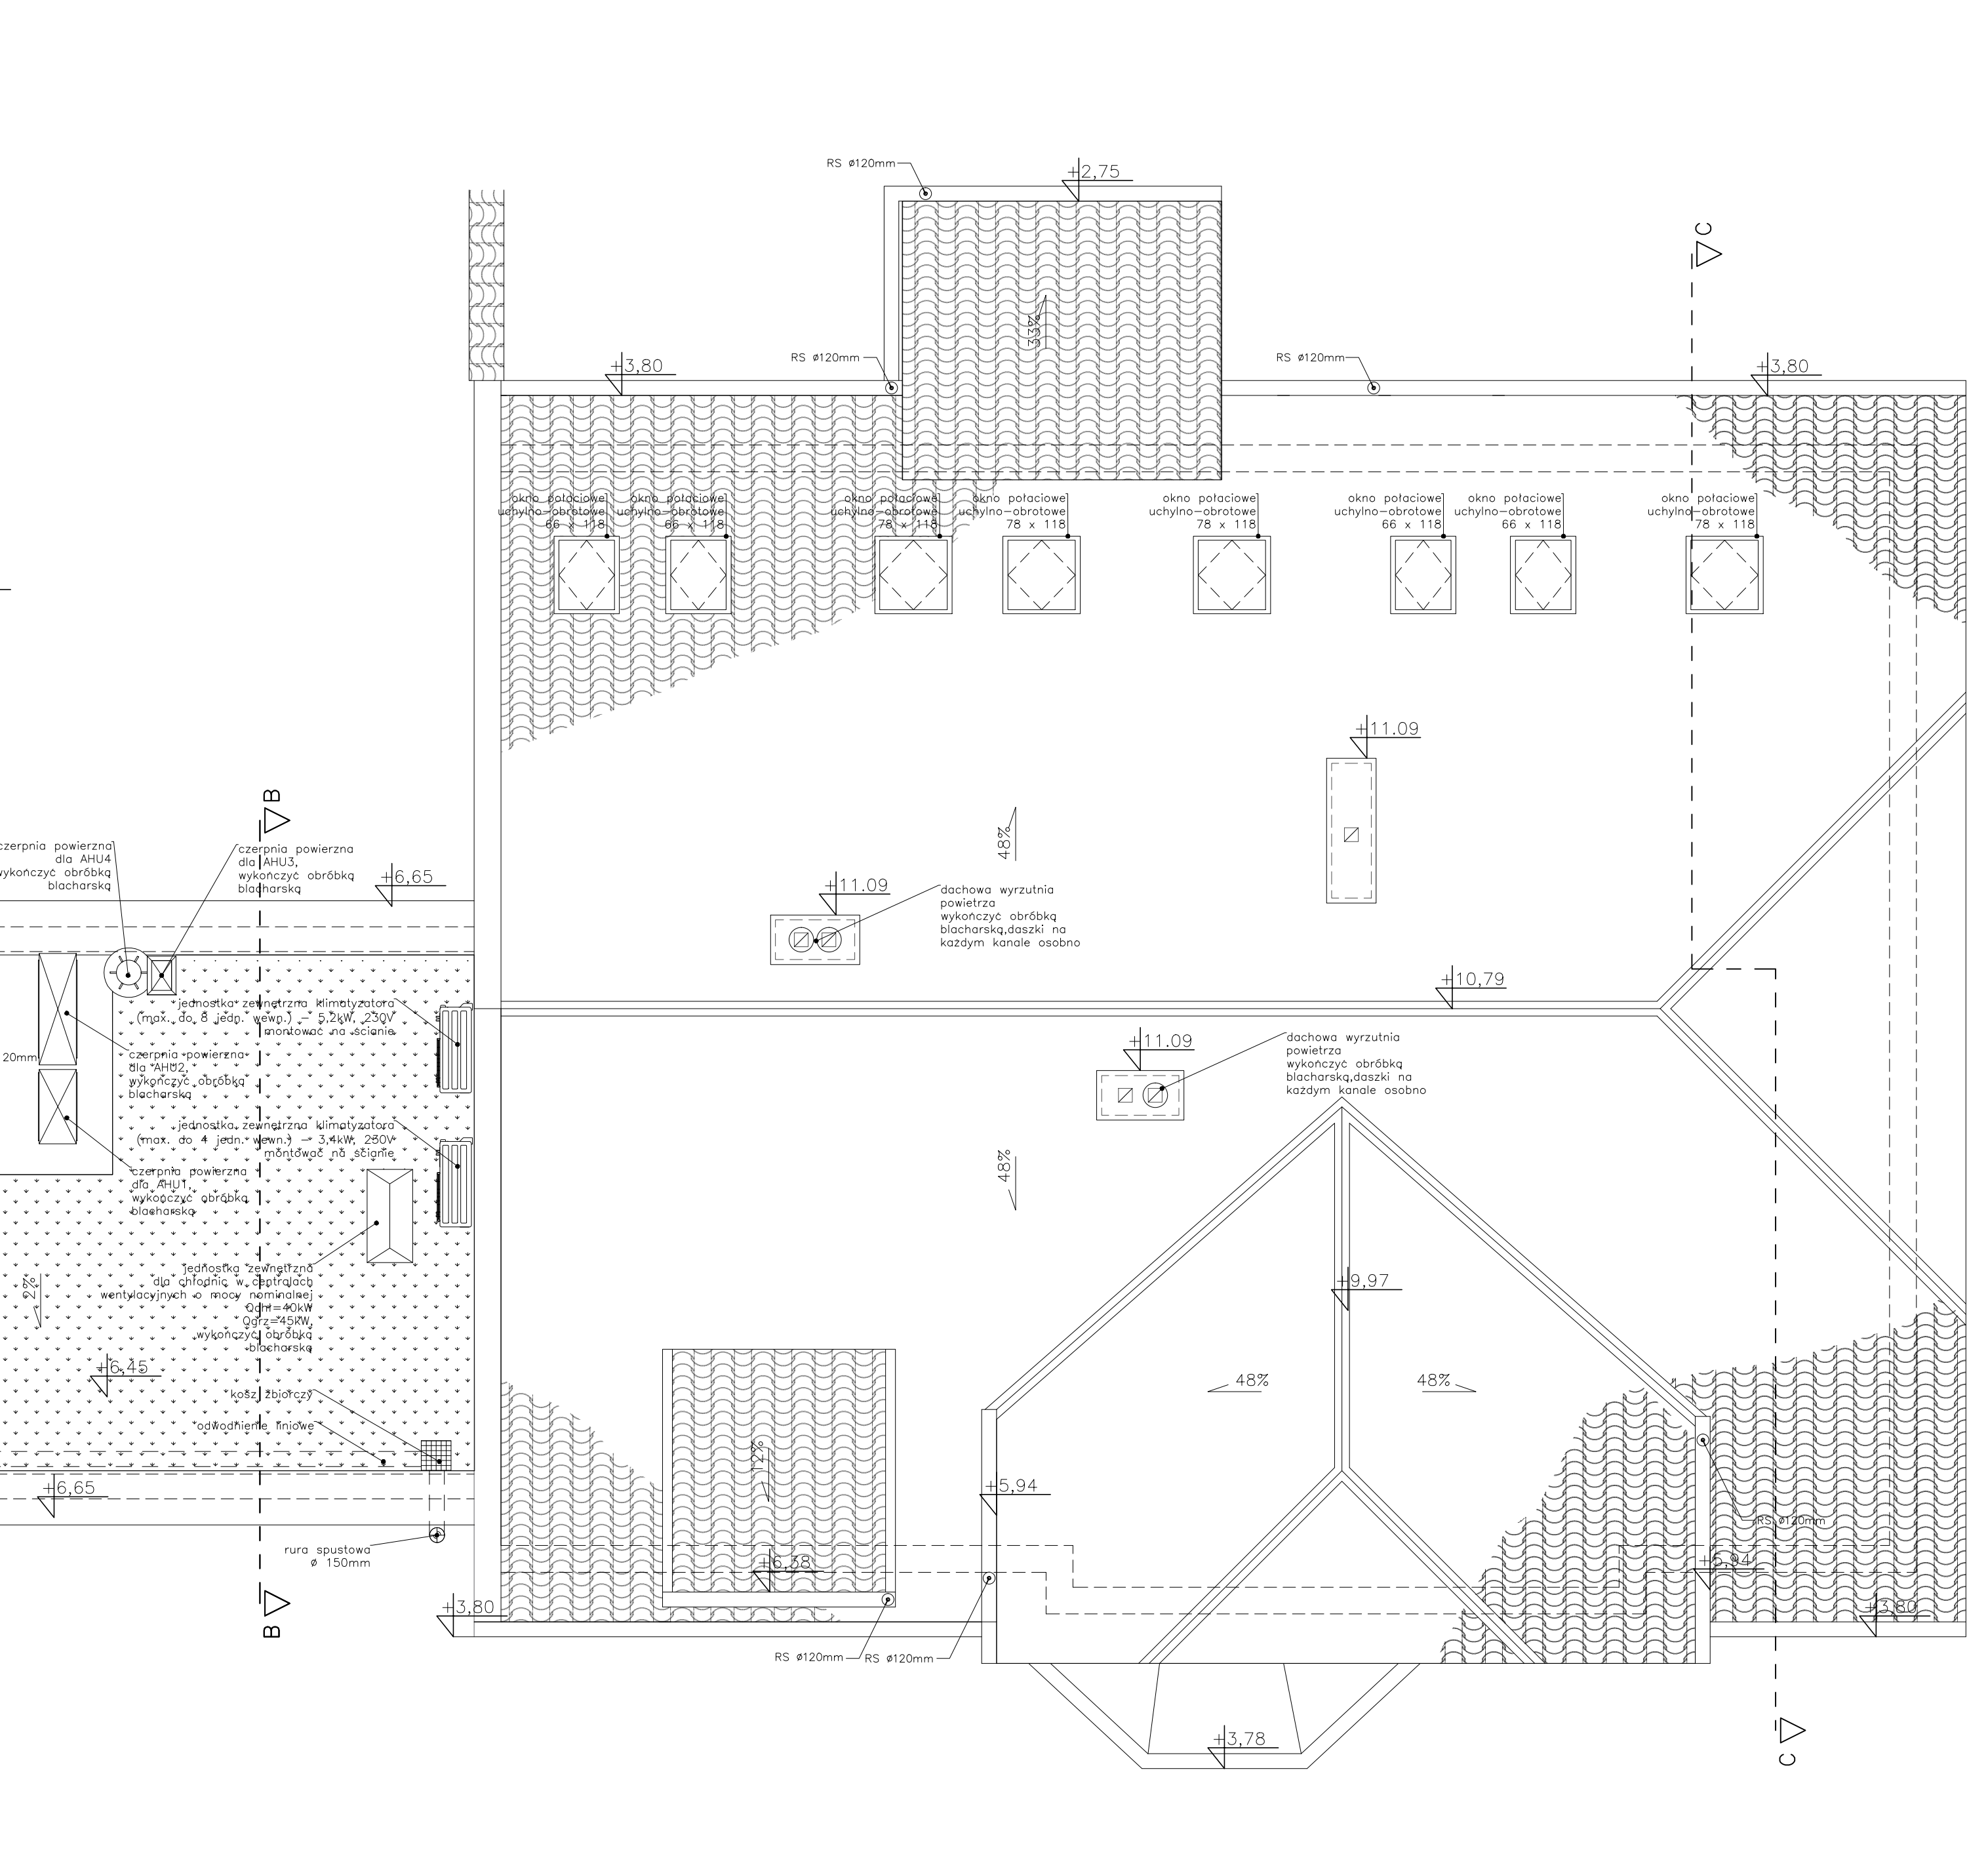 RS ø120mm
+2,75
C
33%
+3,80
RS ø120mm
RS ø120mm
+3,80
okno połaciowe
uchylno-obrotowe
66 x 118
okno połaciowe
uchylno-obrotowe
66 x 118
okno połaciowe
uchylno-obrotowe
78 x 118
okno połaciowe
uchylno-obrotowe
78 x 118
okno połaciowe
uchylno-obrotowe
78 x 118
okno połaciowe
uchylno-obrotowe
66 x 118
okno połaciowe
uchylno-obrotowe
66 x 118
okno połaciowe
uchylno-obrotowe
78 x 118
+11.09
B
48%
czerpnia powierzna
dla AHU4
wykończyć obróbką
blacharską
czerpnia powierzna
dla AHU3,
wykończyć obróbką
blacharską
+6,65
+11.09
dachowa wyrzutnia
powietrza
wykończyć obróbką
blacharską,daszki na
każdym kanale osobno
+10,79
jednostka zewnętrzna klimatyzatora
(max. do 8 jedn. wewn.) - 5,2kW, 230V
montować na ścianie
20mm
czerpnia powierzna
dla AHU2,
wykończyć obróbką
blacharską
+11.09
dachowa wyrzutnia
powietrza
wykończyć obróbką
blacharską,daszki na
każdym kanale osobno
jednostka zewnętrzna klimatyzatora
(max. do 4 jedn. wewn.) - 3,4kW, 230V
montować na ścianie
czerpnia powierzna
dla AHU1,
wykończyć obróbką
blacharską
48%
jednostka zewnętrzna
dla chłodnic w centralach
wentylacyjnych o mocy nominalnej
Qchł=40kW
Qgrz=45kW,
wykończyć obróbką
blacharską
2%
+9,97
+6,45
kosz zbiorczy
odwodnienie liniowe
48%
48%
12%
+6,65
+5,94
RS ø120mm
rura spustowa
ø 150mm
+6,38
+5,94
+3,80
+3,80
B
RS ø120mm
RS ø120mm
+3,78
C